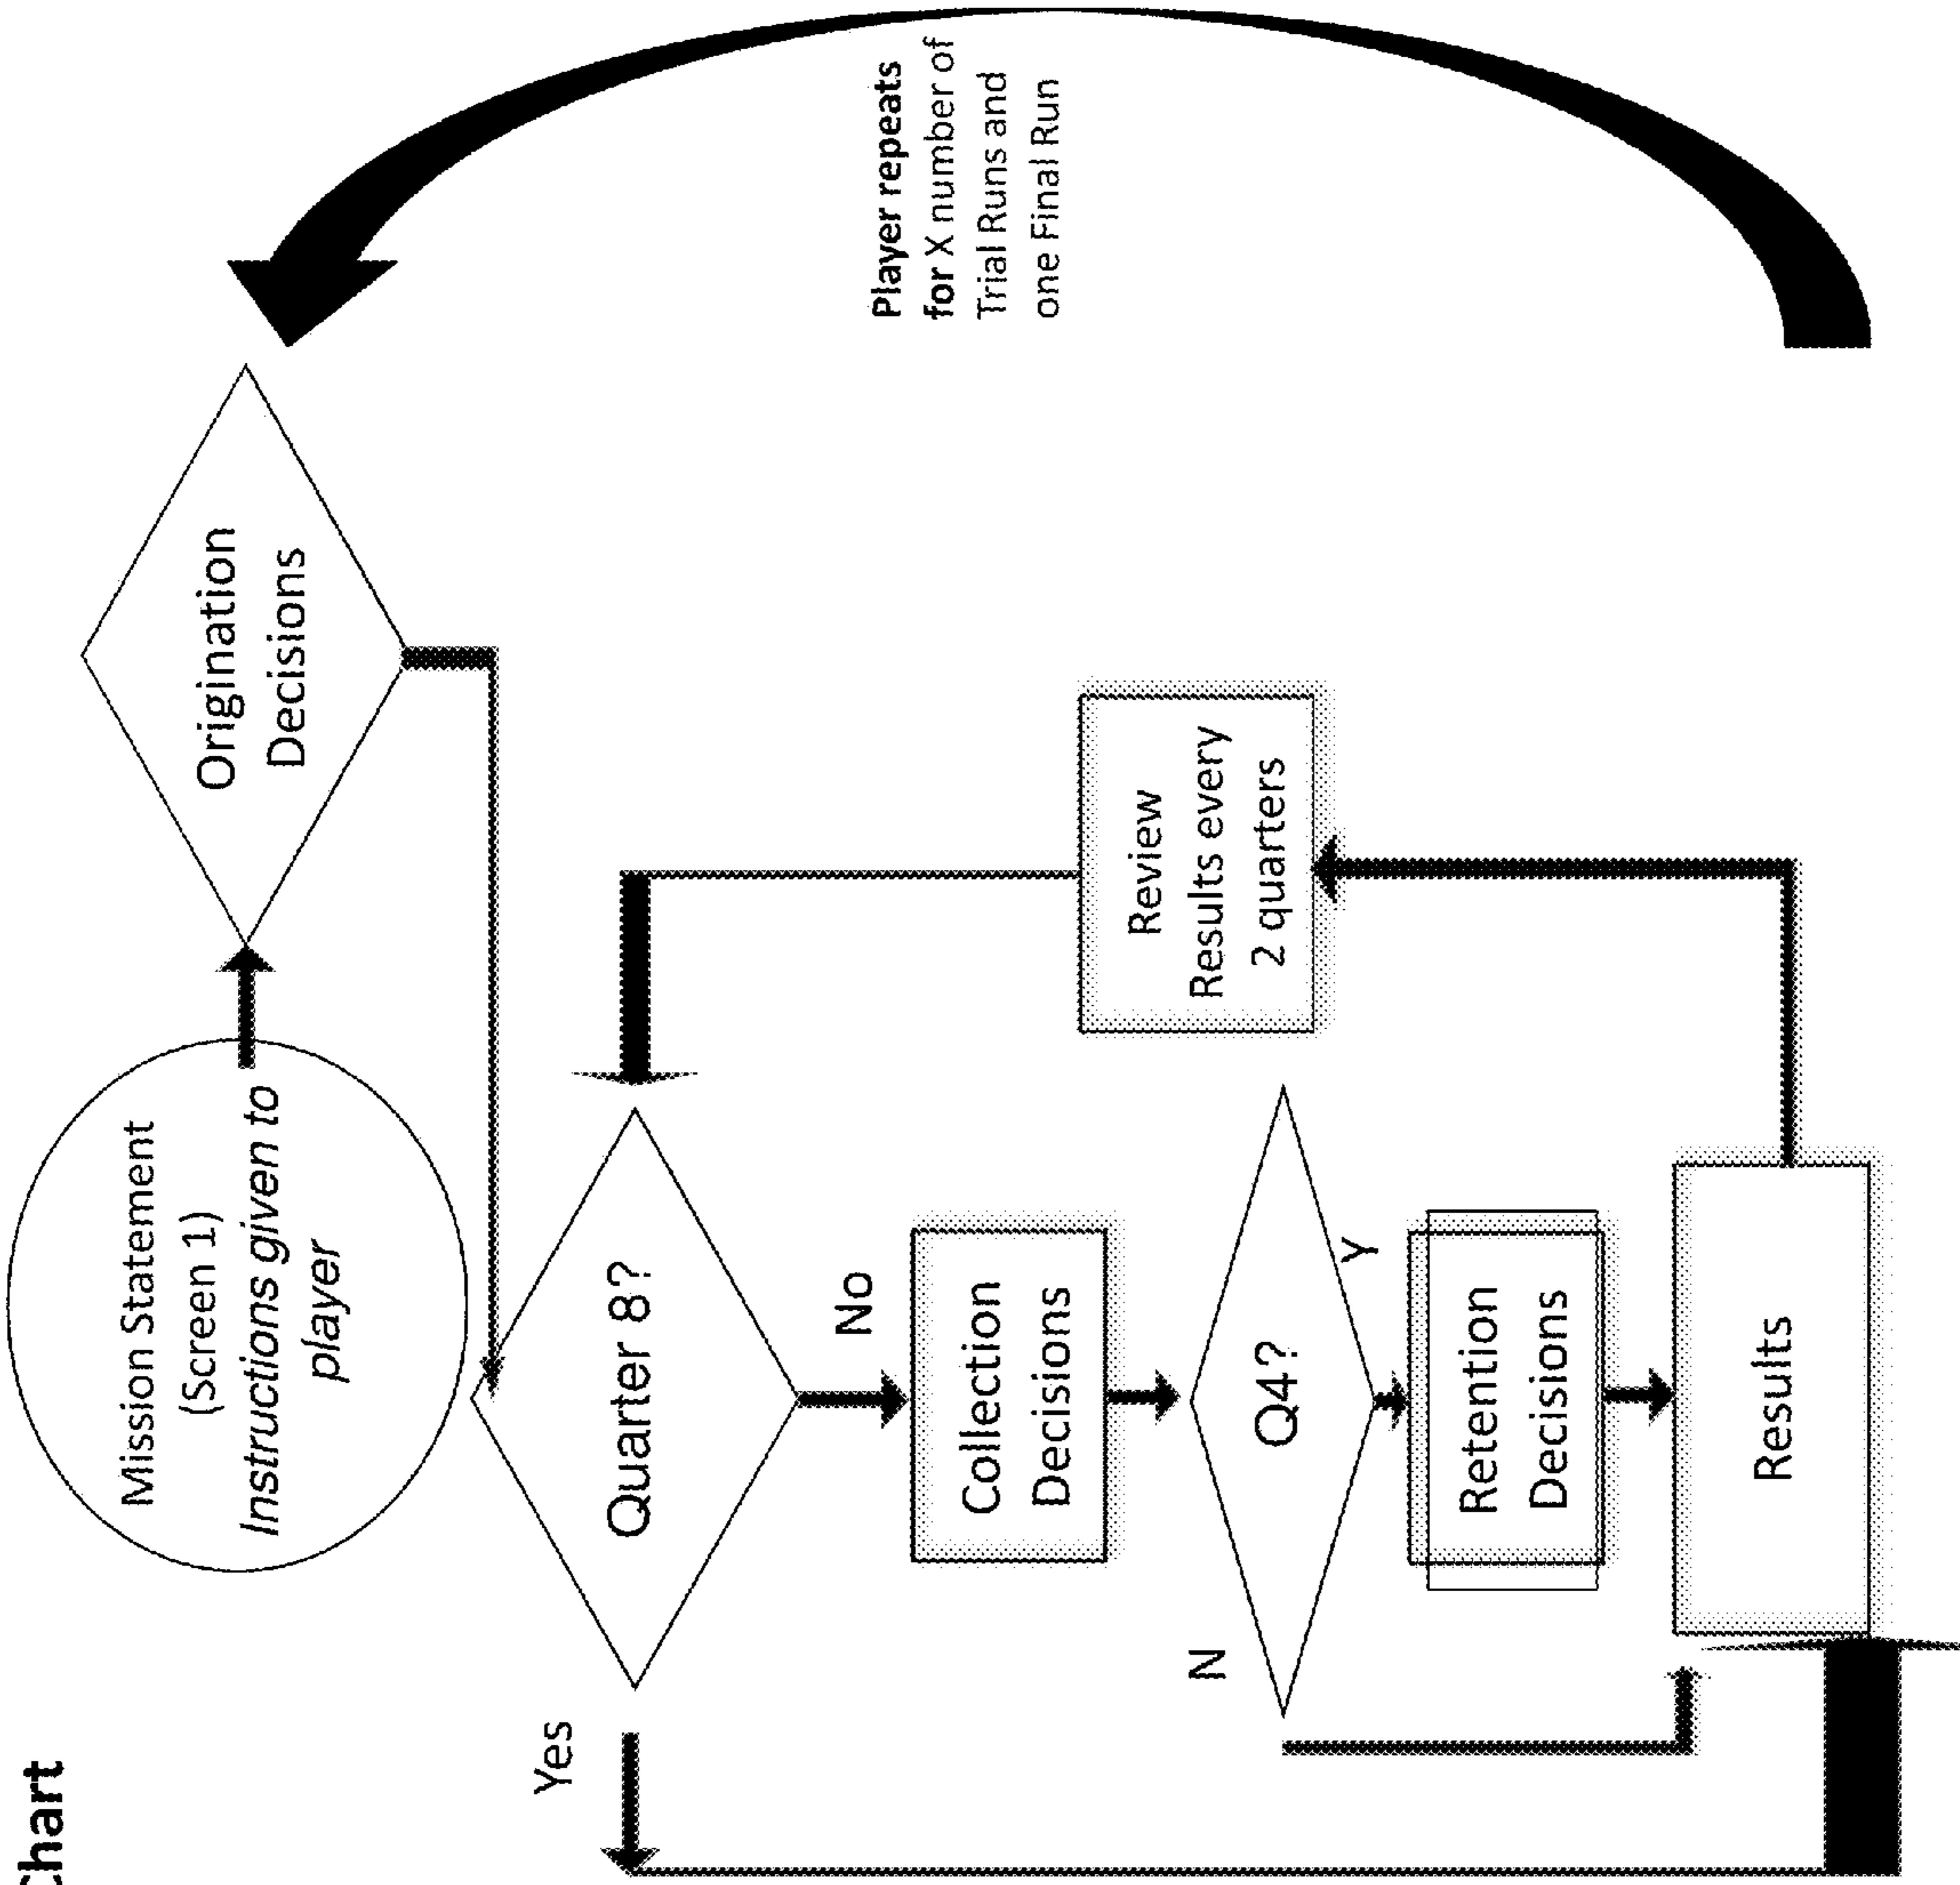 Chart
Mission Statement
(Screen 1)
Instructions given to
player
Origination
Decisions
Yes
Quarter 8?
No
Collection
Decisions
N
Q4?
Y
Retention
Decisions
Results
Review
Results every
2 quarters
Player repeats
for X number of
Trial Runs and
one Final Run